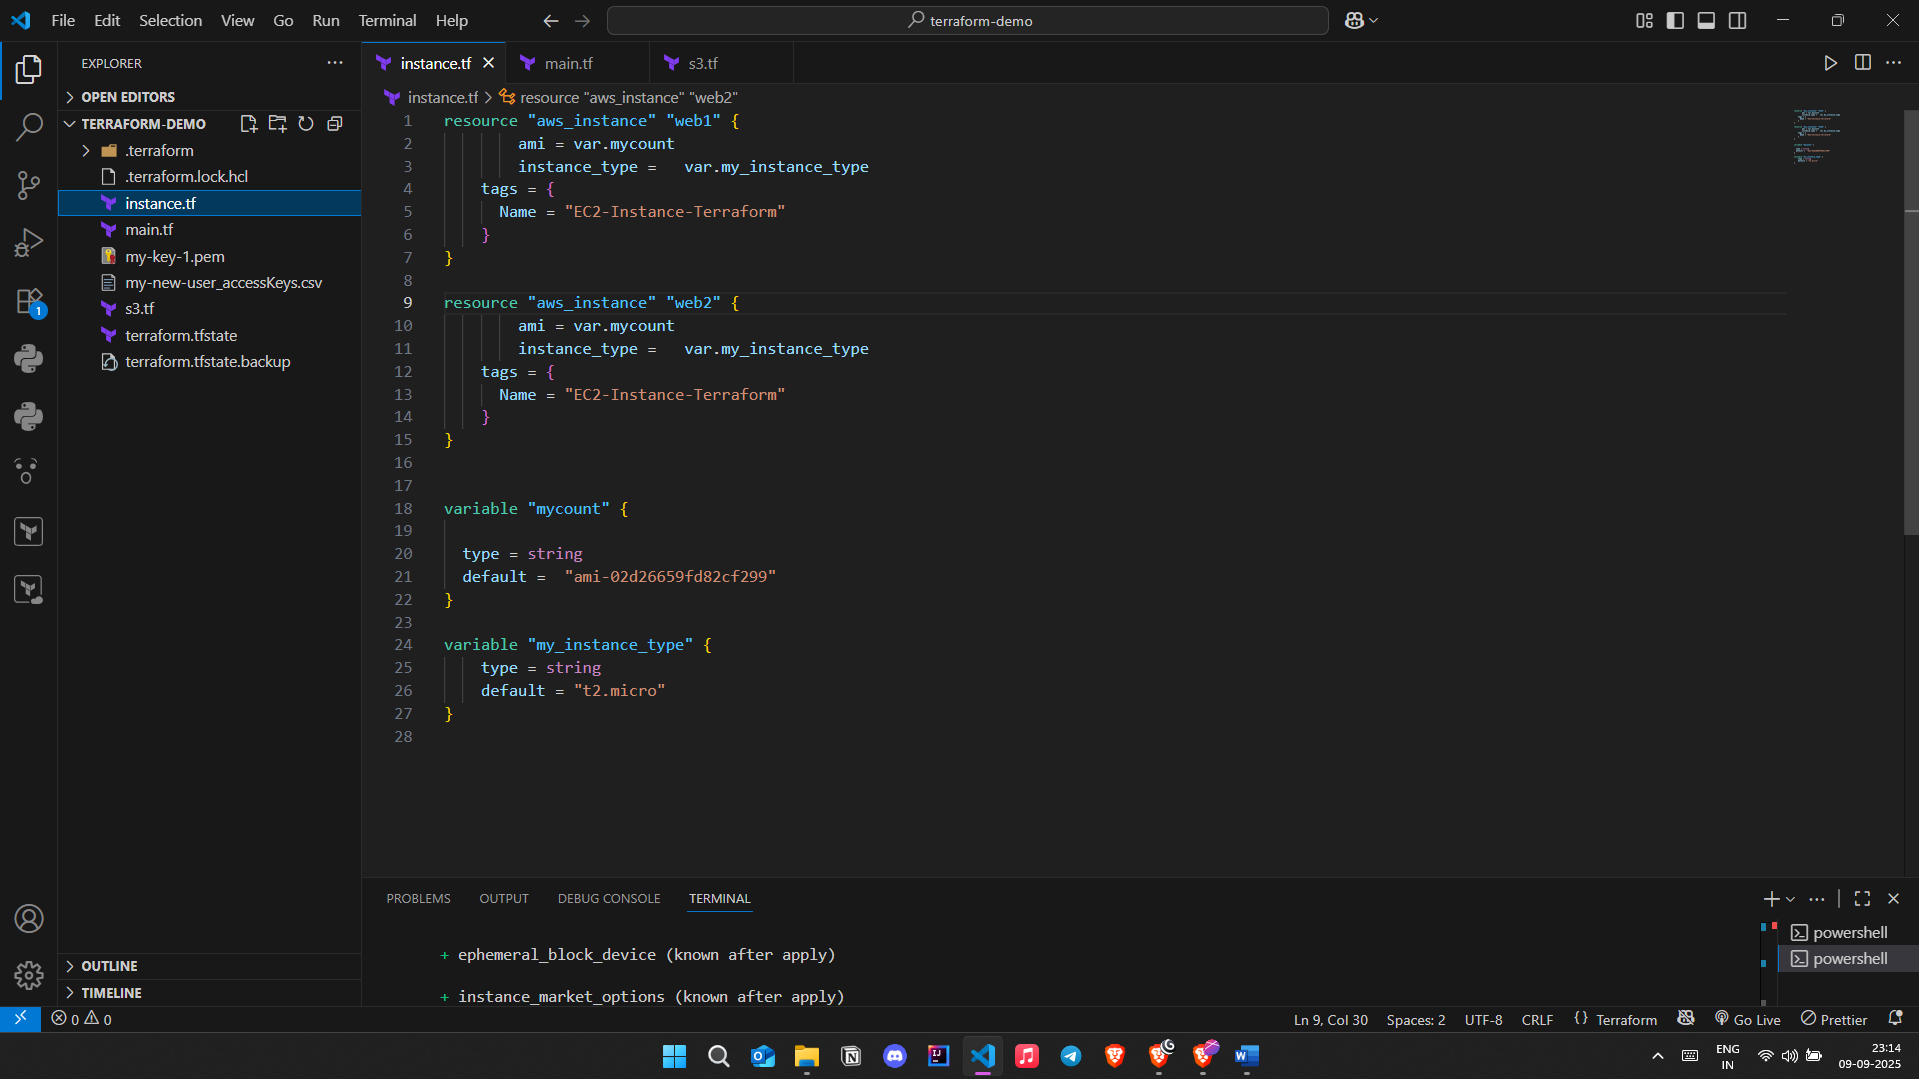 File Edit Selection View Go Run Terminal Help
terraform-demo
EXPLORER
OPEN EDITORS
TERRAFORM-DEMO
.terraform
.terraform.lock.hcl
instance.tf
main.tf
my-key-1.pem
my-new-user_accessKeys.csv
s3.tf
terraform.tfstate
terraform.tfstate.backup
OUTLINE
TIMELINE
1
instance.tf main.tf s3.tf
instance.tf > resource "aws_instance" "web2"
1 resource "aws_instance" "web1" {
2 ami = var.mycount
3 instance_type =   var.my_instance_type
4 tags = {
5 Name = "EC2-Instance-Terraform"
6 }
7 }
8
9 resource "aws_instance" "web2" {
10 ami = var.mycount
11 instance_type =   var.my_instance_type
12 tags = {
13 Name = "EC2-Instance-Terraform"
14 }
15 }
16
17
18 variable "mycount" {
19
20 type = string
21 default =  "ami-02d26659fd82cf299"
22 }
23
24 variable "my_instance_type" {
25 type = string
26 default = "t2.micro"
27 }
28
PROBLEMS OUTPUT DEBUG CONSOLE TERMINAL
+ ephemeral_block_device (known after apply)
+ instance_market_options (known after apply)
powershell
powershell
0 0
Ln 9, Col 30 Spaces: 2 UTF-8 CRLF {} Terraform Go Live Prettier
ENG
IN
23:14
09-09-2025